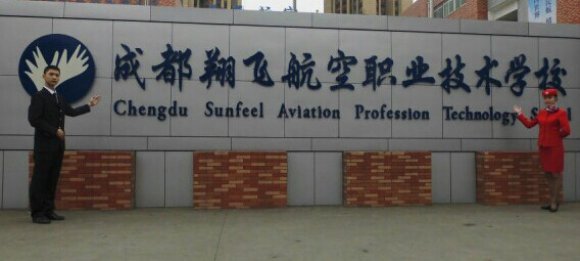 成都翔飞航空职业技术学校
Chengdu Sunfeel Aviation Profession Technology